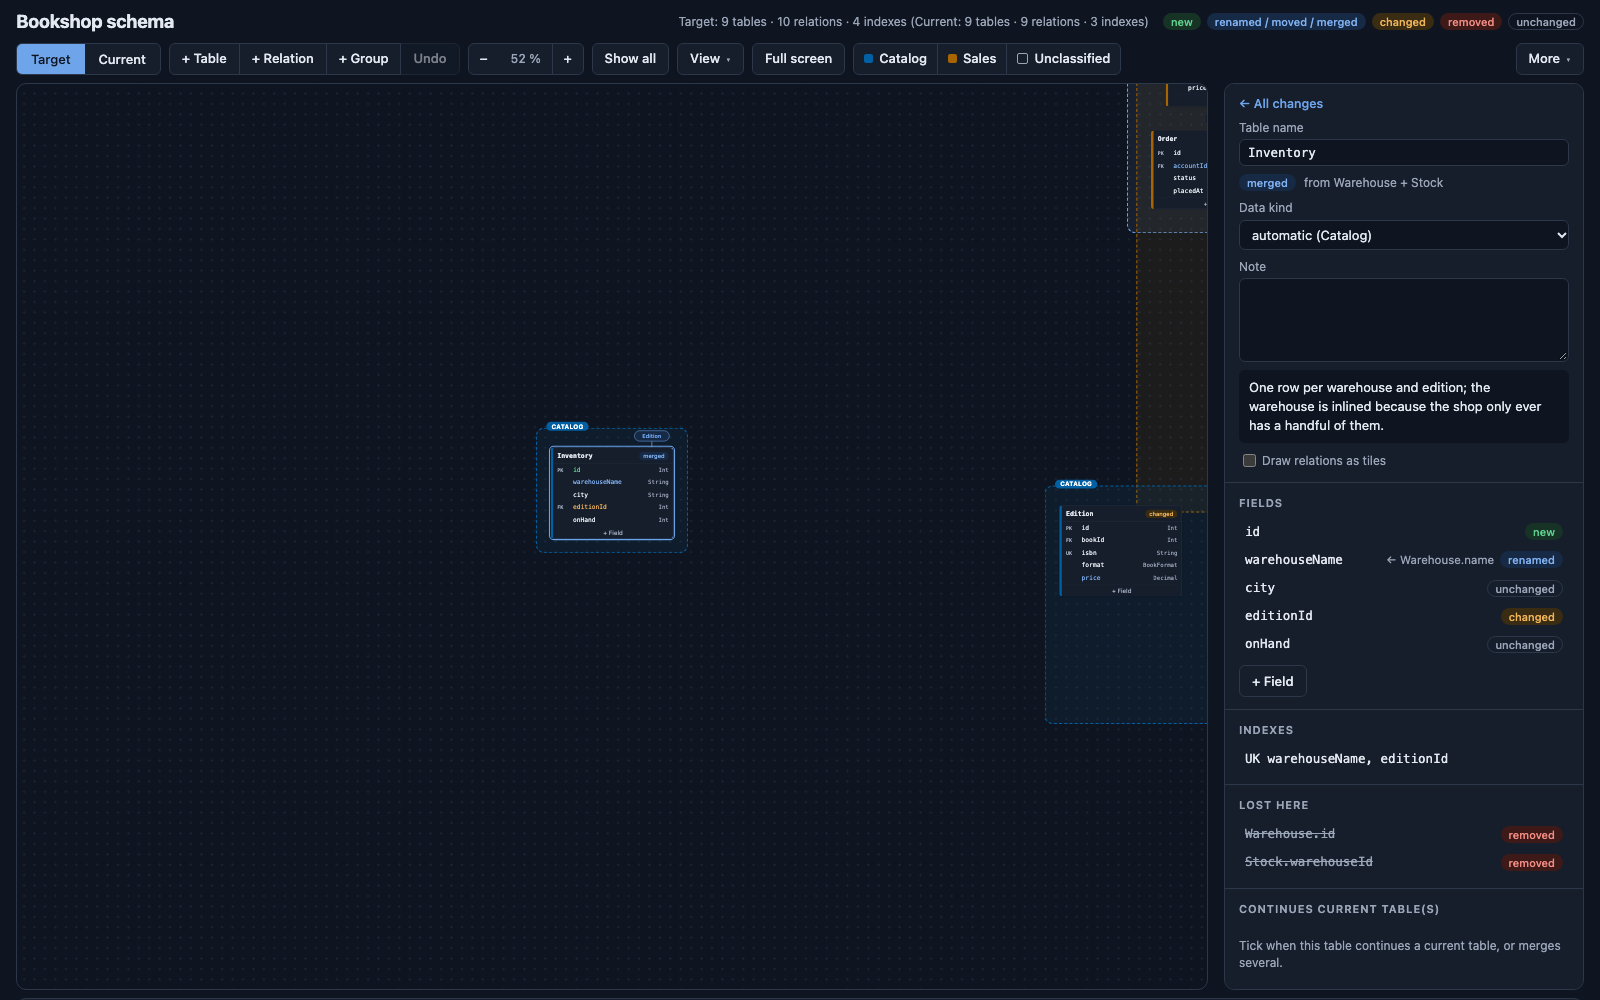 Bookshop schema
Target: 9 tables · 10 relations · 4 indexes (Current: 9 tables · 9 relations · 3 indexes)
new
renamed / moved / merged
changed
removed
unchanged
Target
Current
+ Table
+ Relation
+ Group
Undo
−
52 %
+
Show all
View
Full screen
Catalog
Sales
Unclassified
More
price
Order
PK id
FK accountId
status
placedAt
+
CATALOG
Edition
Inventory merged
PK id Int
warehouseName String
city String
FK editionId Int
onHand Int
+ Field
CATALOG
Edition changed
PK id Int
FK bookId Int
UK isbn String
format BookFormat
price Decimal
+ Field
← All changes
Table name
Inventory
merged from Warehouse + Stock
Data kind
automatic (Catalog)
Note
One row per warehouse and edition; the
warehouse is inlined because the shop only ever
has a handful of them.
Draw relations as tiles
FIELDS
id new
warehouseName ← Warehouse.name renamed
city unchanged
editionId changed
onHand unchanged
+ Field
INDEXES
UK warehouseName, editionId
LOST HERE
Warehouse.id removed
Stock.warehouseId removed
CONTINUES CURRENT TABLE(S)
Tick when this table continues a current table, or merges
several.